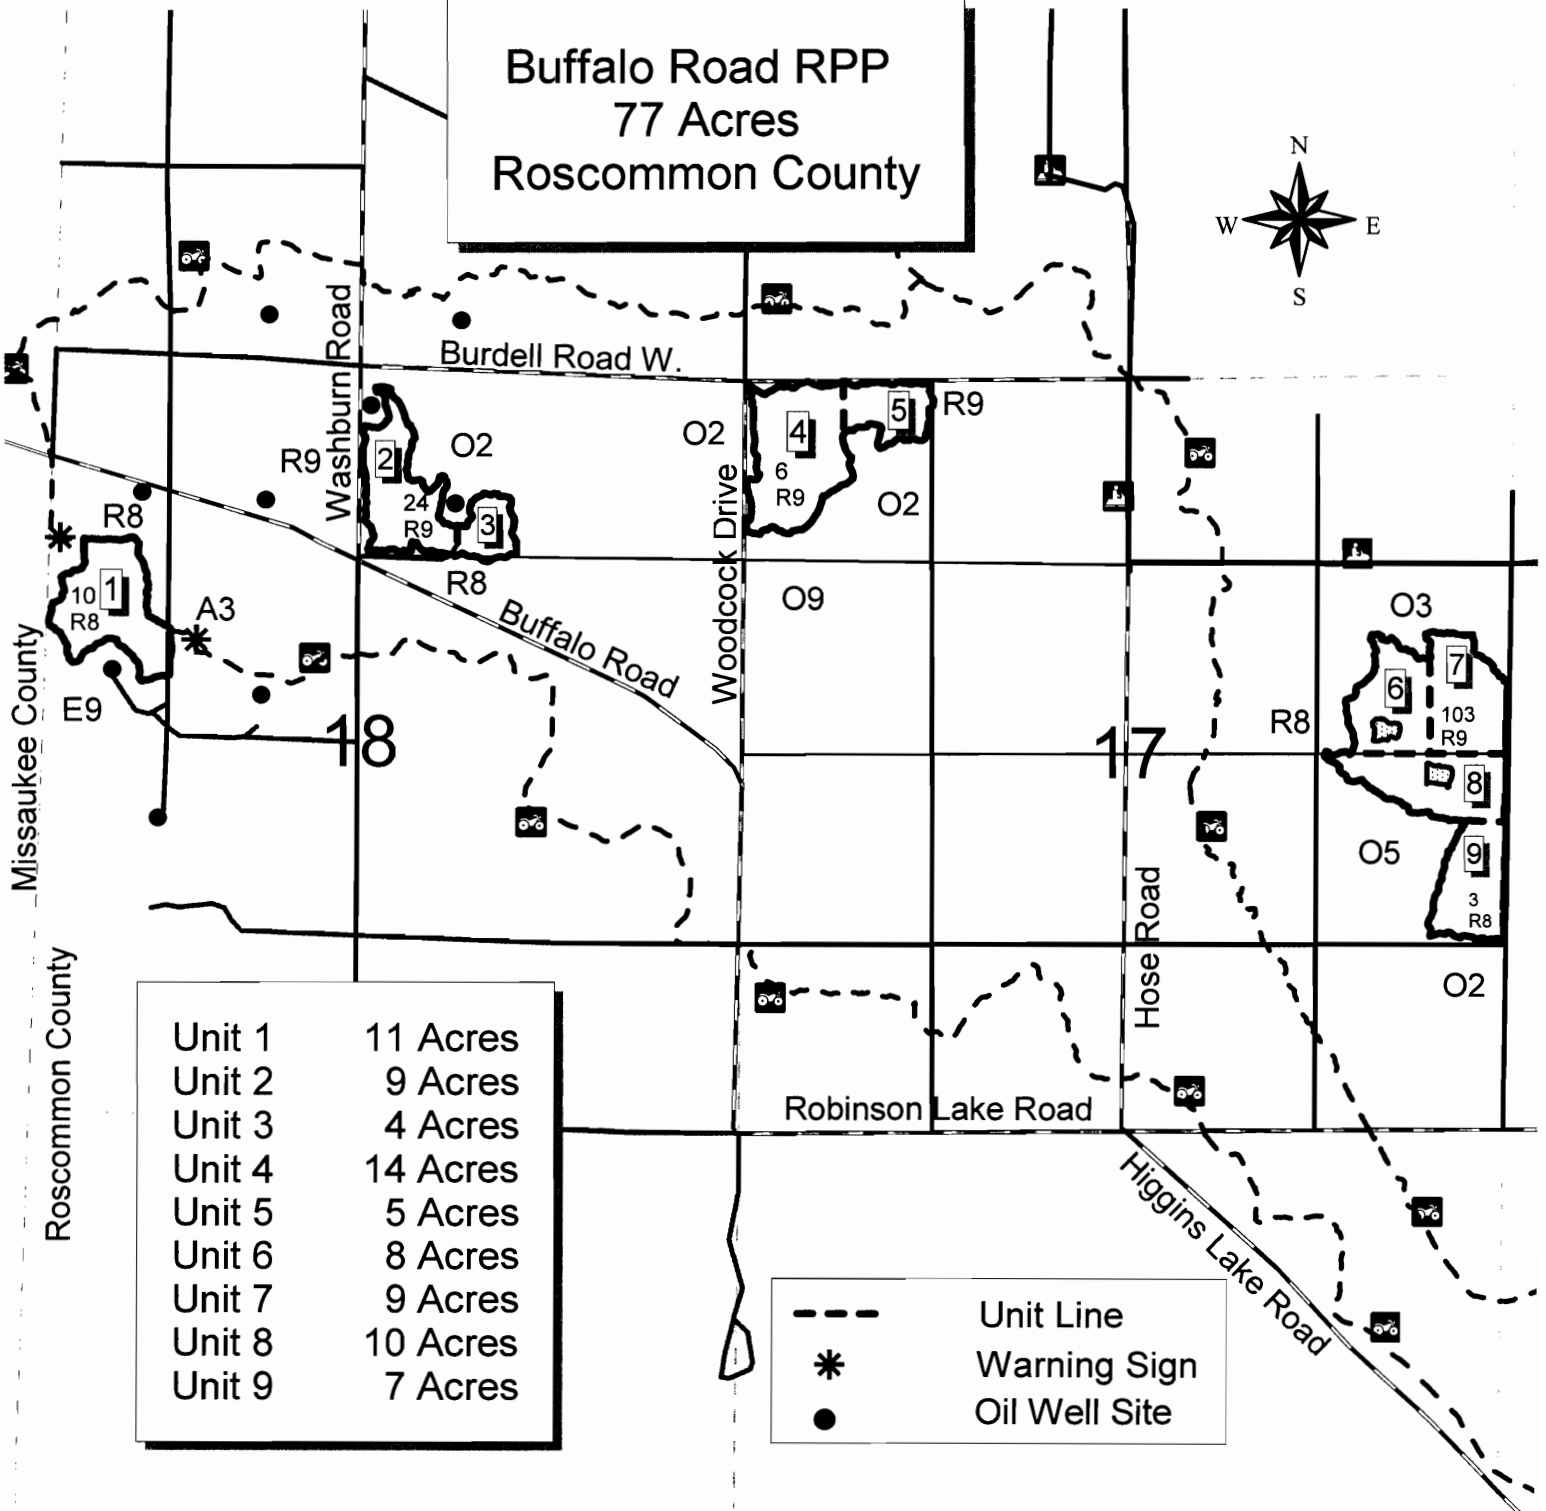 Buffalo Road RPP
77 Acres
Roscommon County
N
W E
S
Washburn Road
Burdell Road W.
R9
5
4
O2
O2
2
R9
6
R9
O2
24
R9
3
Woodcock Drive
R8
R8
O9
1
10
R8
A3
Buffalo Road
O3
7
6
103
R9
R8
E9
18
17
8
Missaukee County
O5
9
3
R8
Hose Road
O2
Roscommon County
Unit 1 11 Acres
Unit 2 9 Acres
Unit 3 4 Acres
Unit 4 14 Acres
Unit 5 5 Acres
Unit 6 8 Acres
Unit 7 9 Acres
Unit 8 10 Acres
Unit 9 7 Acres
Robinson Lake Road
Higgins Lake Road
Unit Line
Warning Sign
Oil Well Site